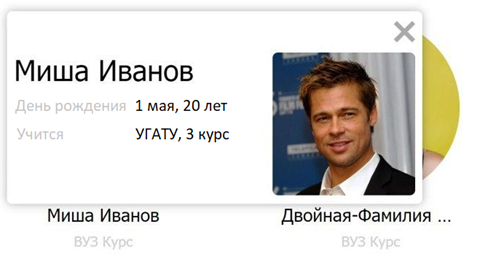 Миша Иванов
День рождения 1 мая, 20 лет
Учится УГАТУ, 3 курс
Миша Иванов
Двойная-Фамилия ...
ВУЗ Курс
ВУЗ Курс